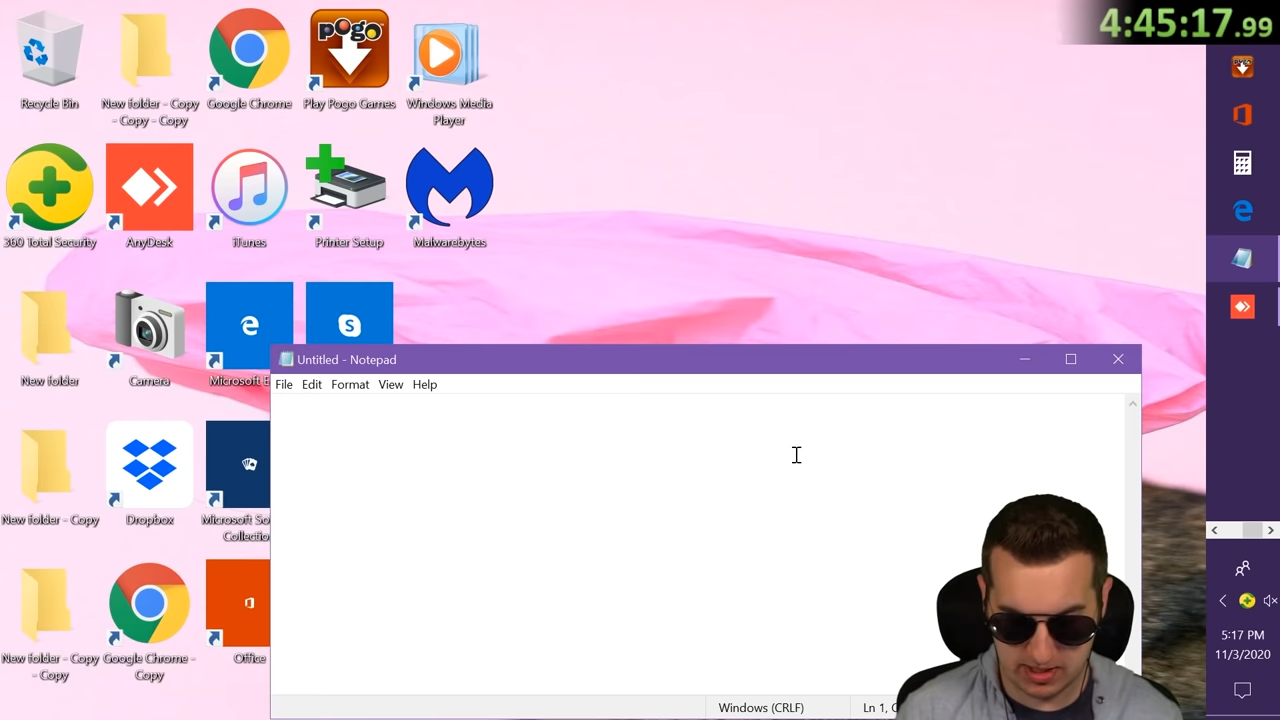 4:45:17.99
pogo
Recycle Bin
New folder - Copy
- Copy - Copy
Google Chrome
Play Pogo Games
Windows Media
Player
360 Total Security
AnyDesk
iTunes
Printer Setup
Malwarebytes
New folder
Camera
Microsoft E
Untitled - Notepad
File Edit Format View Help
New folder - Copy
Dropbox
Microsoft So
Collectio
New folder - Copy
- Copy
Google Chrome -
Copy
Office
Windows (CRLF)
Ln 1, C
5:17 PM
11/3/2020